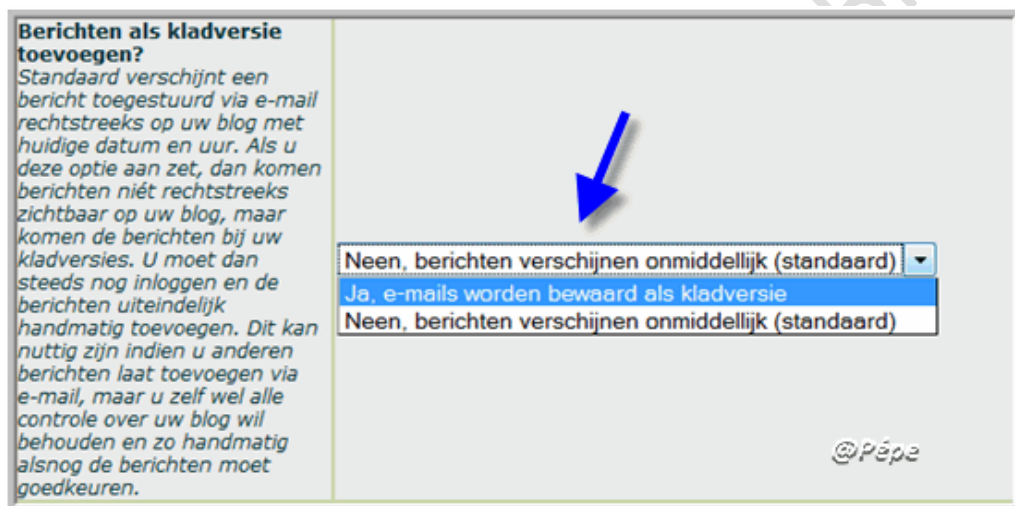 Berichten als kladversie
toevoegen?
Standaard verschijnt een
bericht toegestuurd via e-mail
rechtstreeks op uw blog met
huidige datum en uur. Als u
deze optie aan zet, dan komen
berichten niét rechtstreeks
zichtbaar op uw blog, maar
komen de berichten bij uw
kladversies. U moet dan
steeds nog inloggen en de
berichten uiteindelijk
handmatig toevoegen. Dit kan
nuttig zijn indien u anderen
berichten laat toevoegen via
e-mail, maar u zelf wel alle
controle over uw blog wil
behouden en zo handmatig
alsnog de berichten moet
goedkeuren.
Neen, berichten verschijnen onmiddellijk (standaard)
Ja, e-mails worden bewaard als kladversie
Neen, berichten verschijnen onmiddellijk (standaard)
@Pépe